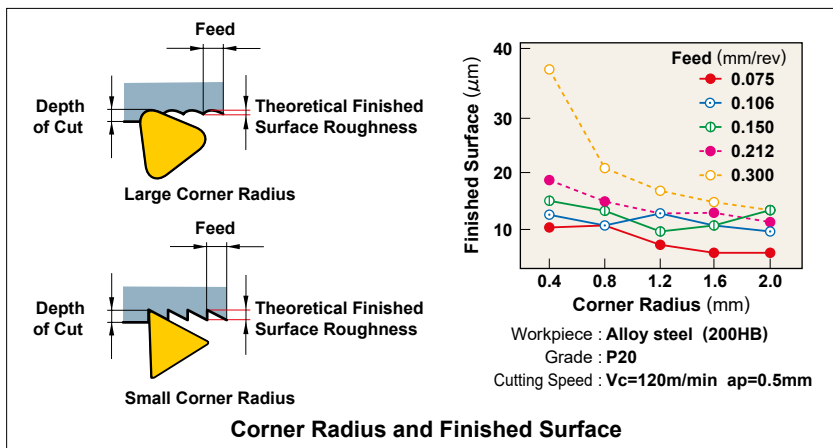 Feed
Depth
of Cut
Theoretical Finished
Surface Roughness
Large Corner Radius
Feed
Depth
of Cut
Theoretical Finished
Surface Roughness
Small Corner Radius
Finished Surface (μm)
40
30
20
10
Feed (mm/rev)
0.075
0.106
0.150
0.212
0.300
0.4 0.8 1.2 1.6 2.0
Corner Radius (mm)
Workpiece : Alloy steel (200HB)
Grade : P20
Cutting Speed : Vc=120m/min ap=0.5mm
Corner Radius and Finished Surface